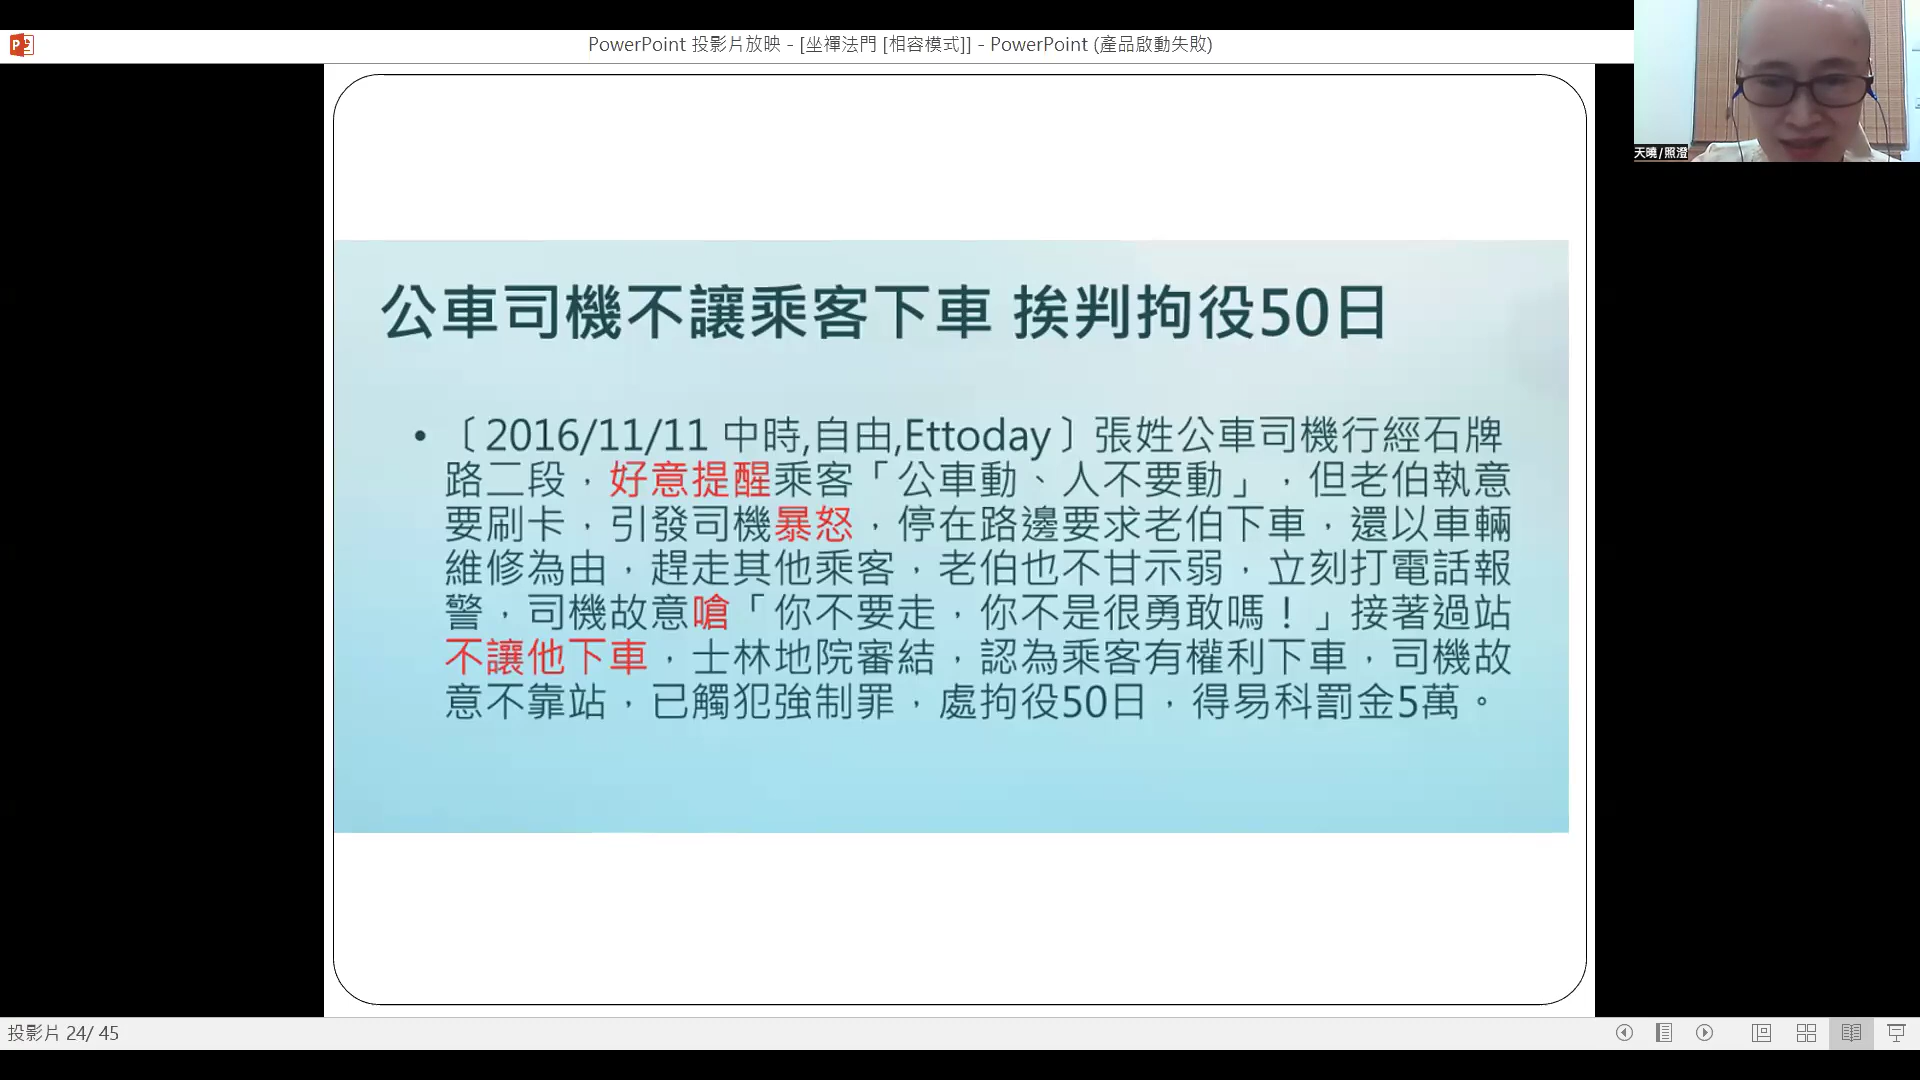 PowerPoint 投影片放映 - [坐禪法門 [相容模式]] - PowerPoint (產品啟動失敗)
天曉/照澄
公車司機不讓乘客下車 挨判拘役50日
•〔2016/11/11 中時,自由,Ettoday〕張姓公車司機行經石牌
路二段，好意提醒乘客「公車動、人不要動」，但老伯執意
要刷卡，引發司機暴怒，停在路邊要求老伯下車，還以車輛
維修為由，趕走其他乘客，老伯也不甘示弱，立刻打電話報
警，司機故意嗆「你不要走，你不是很勇敢嗎！」接著過站
不讓他下車，士林地院審結，認為乘客有權利下車，司機故
意不靠站，已觸犯強制罪，處拘役50日，得易科罰金5萬。
投影片 24/ 45